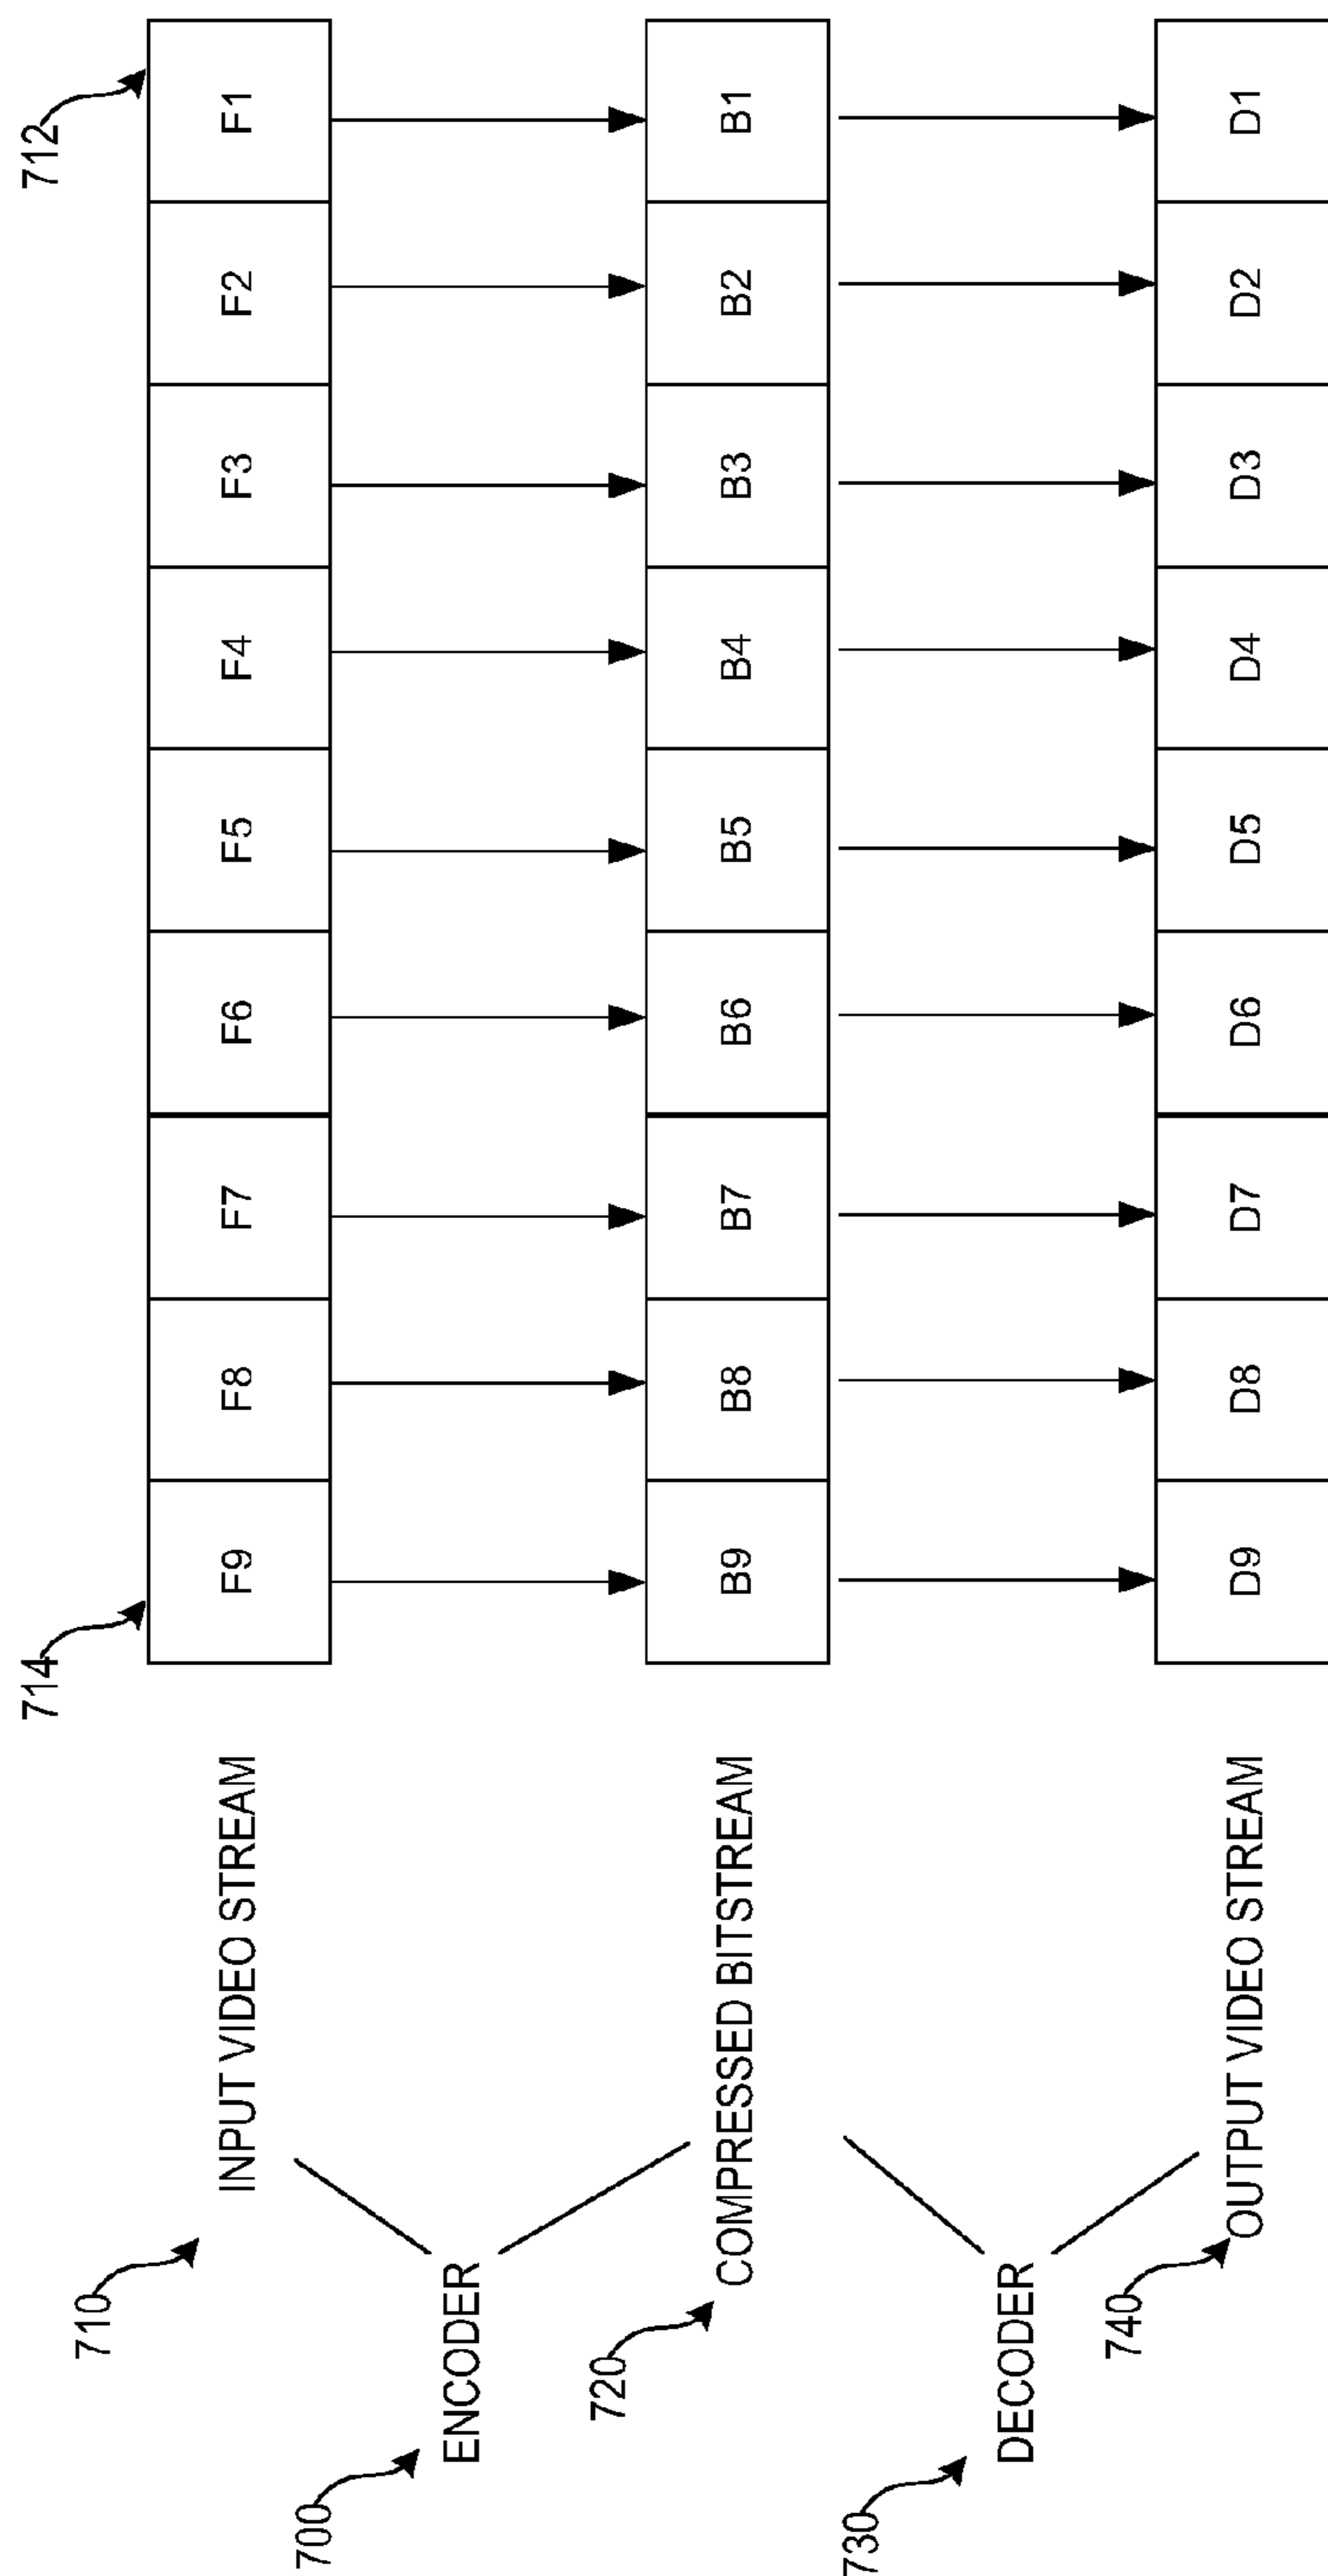 714 712
710
INPUT VIDEO STREAM F9 F8 F7 F6 F5 F4 F3 F2 F1
700
ENCODER
720
COMPRESSED BITSTREAM B9 B8 B7 B6 B5 B4 B3 B2 B1
730
DECODER
740
OUTPUT VIDEO STREAM D9 D8 D7 D6 D5 D4 D3 D2 D1